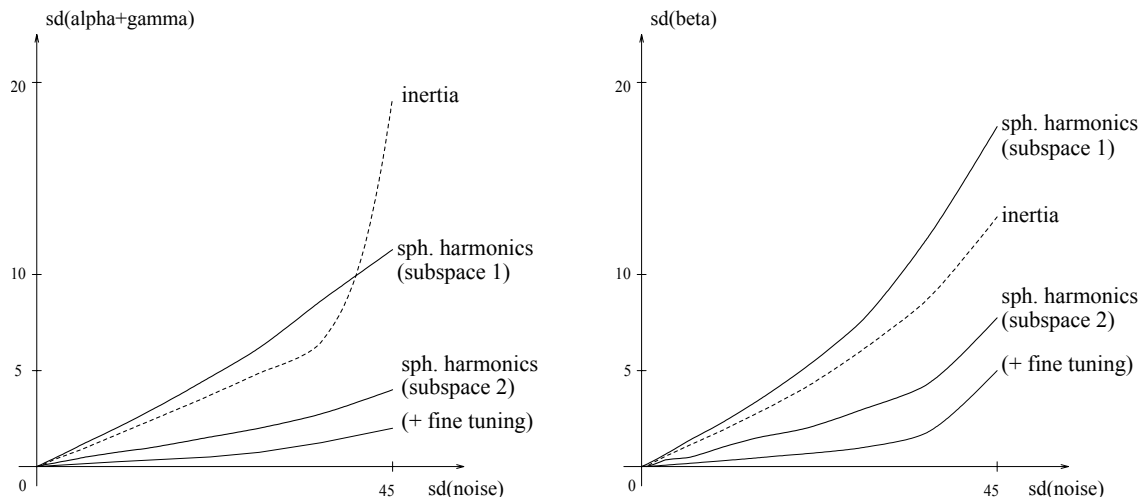 sd(alpha+gamma)
20
inertia
sph. harmonics
(subspace 1)
10
sph. harmonics
(subspace 2)
5
(+ fine tuning)
0
45
sd(noise)
sd(beta)
20
sph. harmonics
(subspace 1)
inertia
10
sph. harmonics
(subspace 2)
5
(+ fine tuning)
0
45
sd(noise)